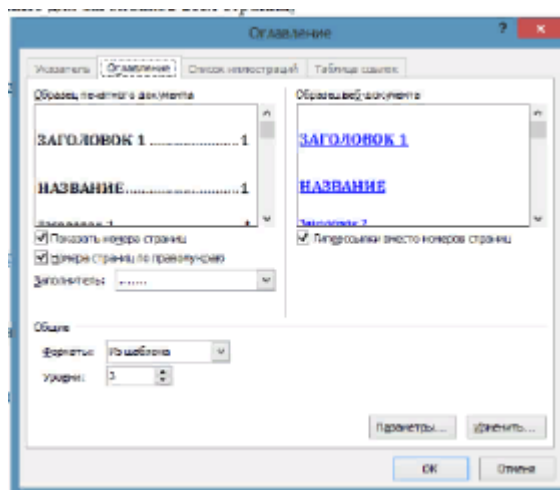 Оглавление
Указатель Оглавление Список иллюстраций Таблица ссылок
Образец печатного документа Образец веб-документа
ЗАГОЛОВОК 1 ........................ 1 ЗАГОЛОВОК 1
НАЗВАНИЕ ........................... 1 НАЗВАНИЕ
Показать номера страниц Гиперссылки вместо номеров страниц
Номера страниц по правому краю
Заполнитель: .......
Общие
Форматы: Из шаблона
Уровни: 3
Параметры... Изменить...
ОК Отмена